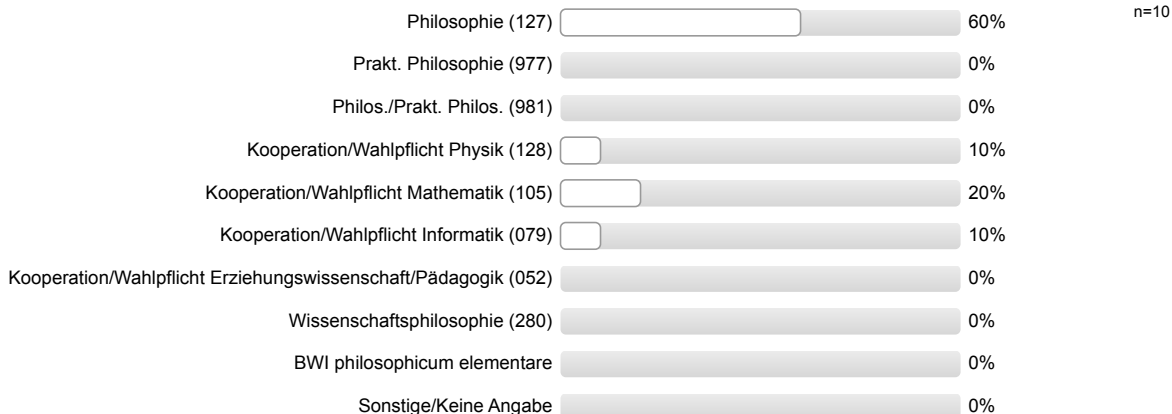 Philosophie (127) 60% n=10
Prakt. Philosophie (977) 0%
Philos./Prakt. Philos. (981) 0%
Kooperation/Wahlpflicht Physik (128) 10%
Kooperation/Wahlpflicht Mathematik (105) 20%
Kooperation/Wahlpflicht Informatik (079) 10%
Kooperation/Wahlpflicht Erziehungswissenschaft/Pädagogik (052) 0%
Wissenschaftsphilosophie (280) 0%
BWI philosophicum elementare 0%
Sonstige/Keine Angabe 0%